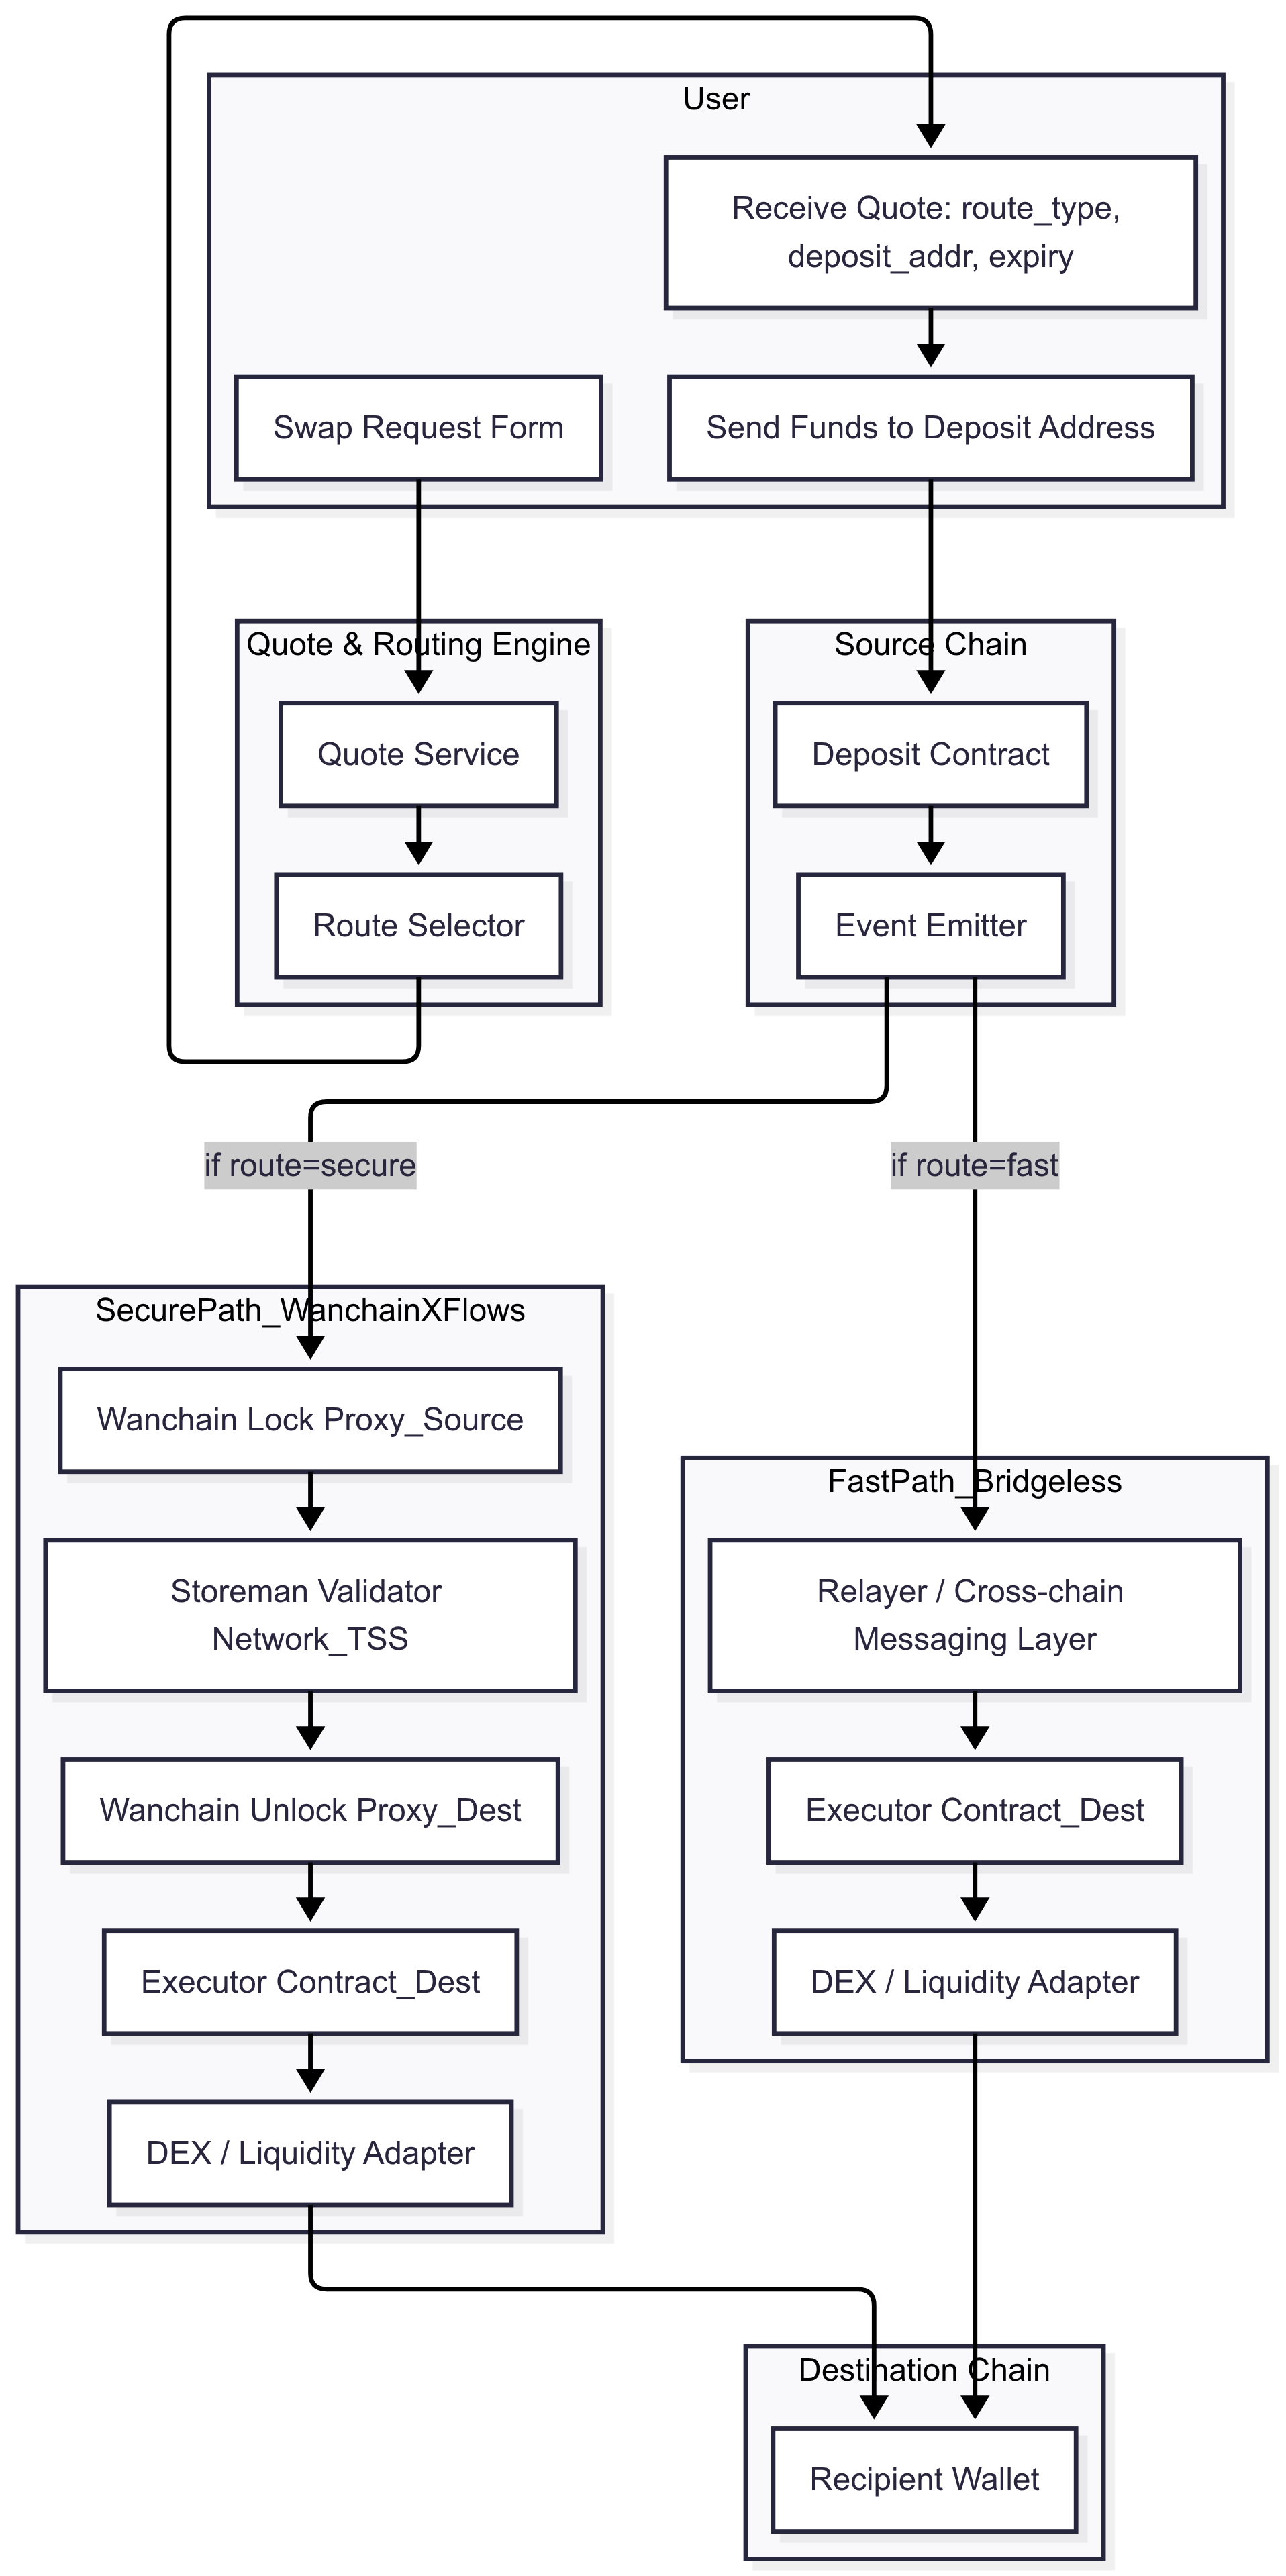 User
Receive Quote: route_type,
deposit_addr, expiry
Swap Request Form
Send Funds to Deposit Address
Quote & Routing Engine
Quote Service
Route Selector
Source Chain
Deposit Contract
Event Emitter
if route=secure
if route=fast
SecurePath_WanchainXFlows
Wanchain Lock Proxy_Source
Storeman Validator
Network_TSS
Wanchain Unlock Proxy_Dest
Executor Contract_Dest
DEX / Liquidity Adapter
FastPath_Bridgeless
Relayer / Cross-chain
Messaging Layer
Executor Contract_Dest
DEX / Liquidity Adapter
Destination Chain
Recipient Wallet